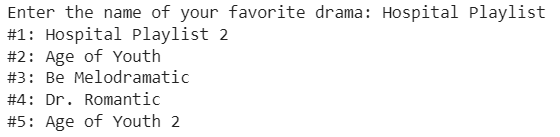 Enter the name of your favorite drama: Hospital Playlist
#1: Hospital Playlist 2
#2: Age of Youth
#3: Be Melodramatic
#4: Dr. Romantic
#5: Age of Youth 2